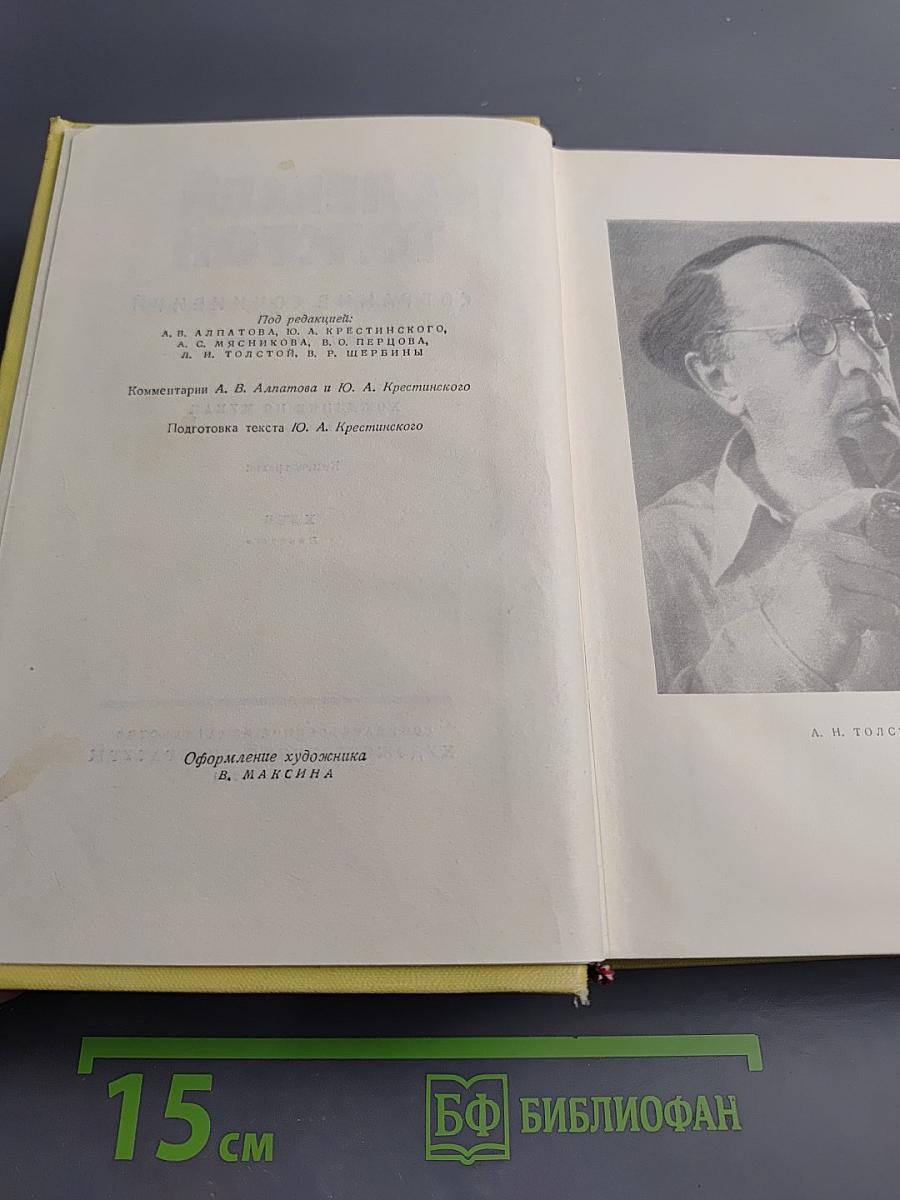 Под редакцией:
А. В. АЛПАТОВА, Ю. А. КРЕСТИНСКОГО,
А. С. МЯСНИКОВА, В. О. ПЕРЦОВА,
Л. И. ТОЛСТОЙ, В. Р. ЩЕРБИНЫ
Комментарии А. В. Алпатова и Ю. А. Крестинского
Подготовка текста Ю. А. Крестинского
Оформление художника
В. МАКСИНА
А. Н. ТОЛСТ
15 см
БФ БИБЛИОФАН